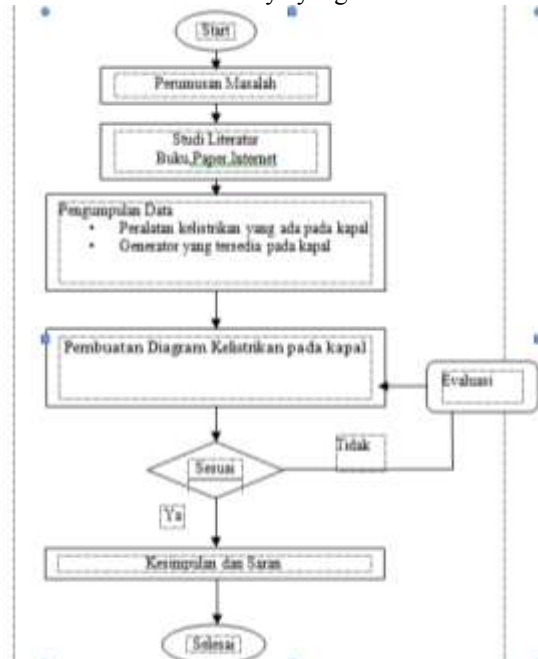 Start
Perumusan Masalah
Studi Literatur
Buku,Paper,Internet
Pengumpulan Data
• Peralatan kelistrikan yang ada pada kapal
• Generator yang tersedia pada kapal
Pembuatan Diagram Kelistrikan pada kapal
Evaluasi
Tidak
Sesuai
Ya
Kesimpulan dan Saran
Selesai